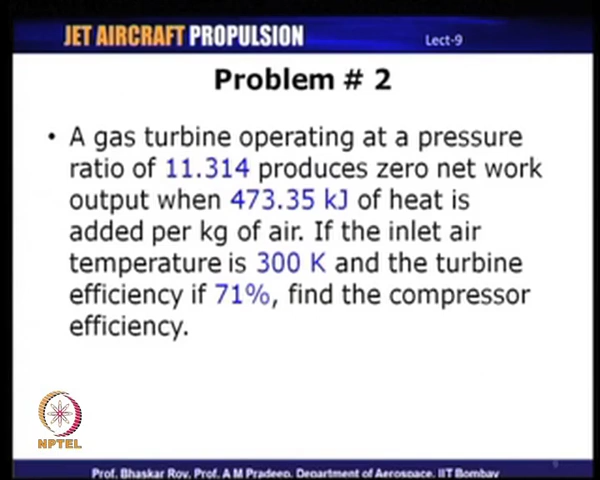 JET AIRCRAFT PROPULSION
Lect-9
Problem # 2
• A gas turbine operating at a pressure
ratio of 11.314 produces zero net work
output when 473.35 kJ of heat is
added per kg of air. If the inlet air
temperature is 300 K and the turbine
efficiency if 71%, find the compressor
efficiency.
NPTEL
Prof. Bhaskar Roy, Prof. A M Pradeep, Department of Aerospace, IIT Bombay